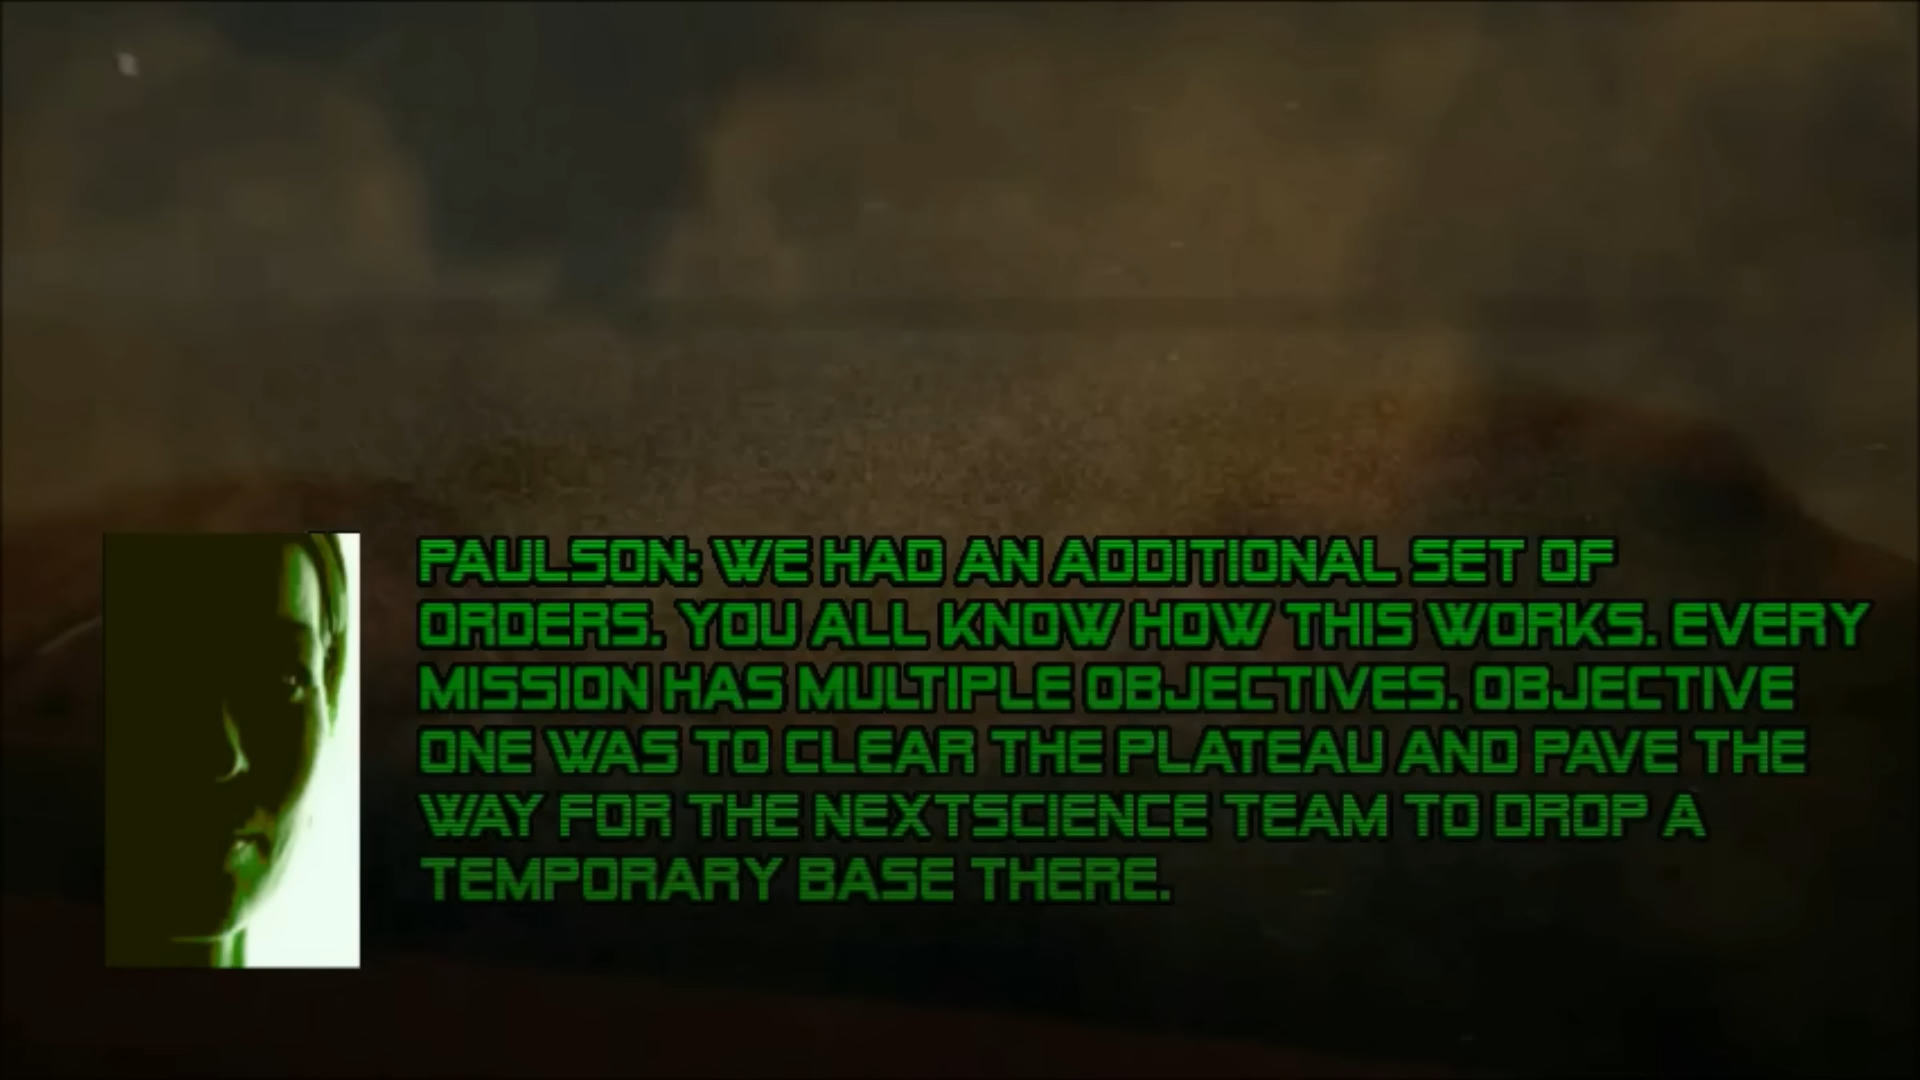 PAULSON: WE HAD AN ADDITIONAL SET OF
ORDERS. YOU ALL KNOW HOW THIS WORKS. EVERY
MISSION HAS MULTIPLE OBJECTIVES. OBJECTIVE
ONE WAS TO CLEAR THE PLATEAU AND PAVE THE
WAY FOR THE NEXTSCIENCE TEAM TO DROP A
TEMPORARY BASE THERE.